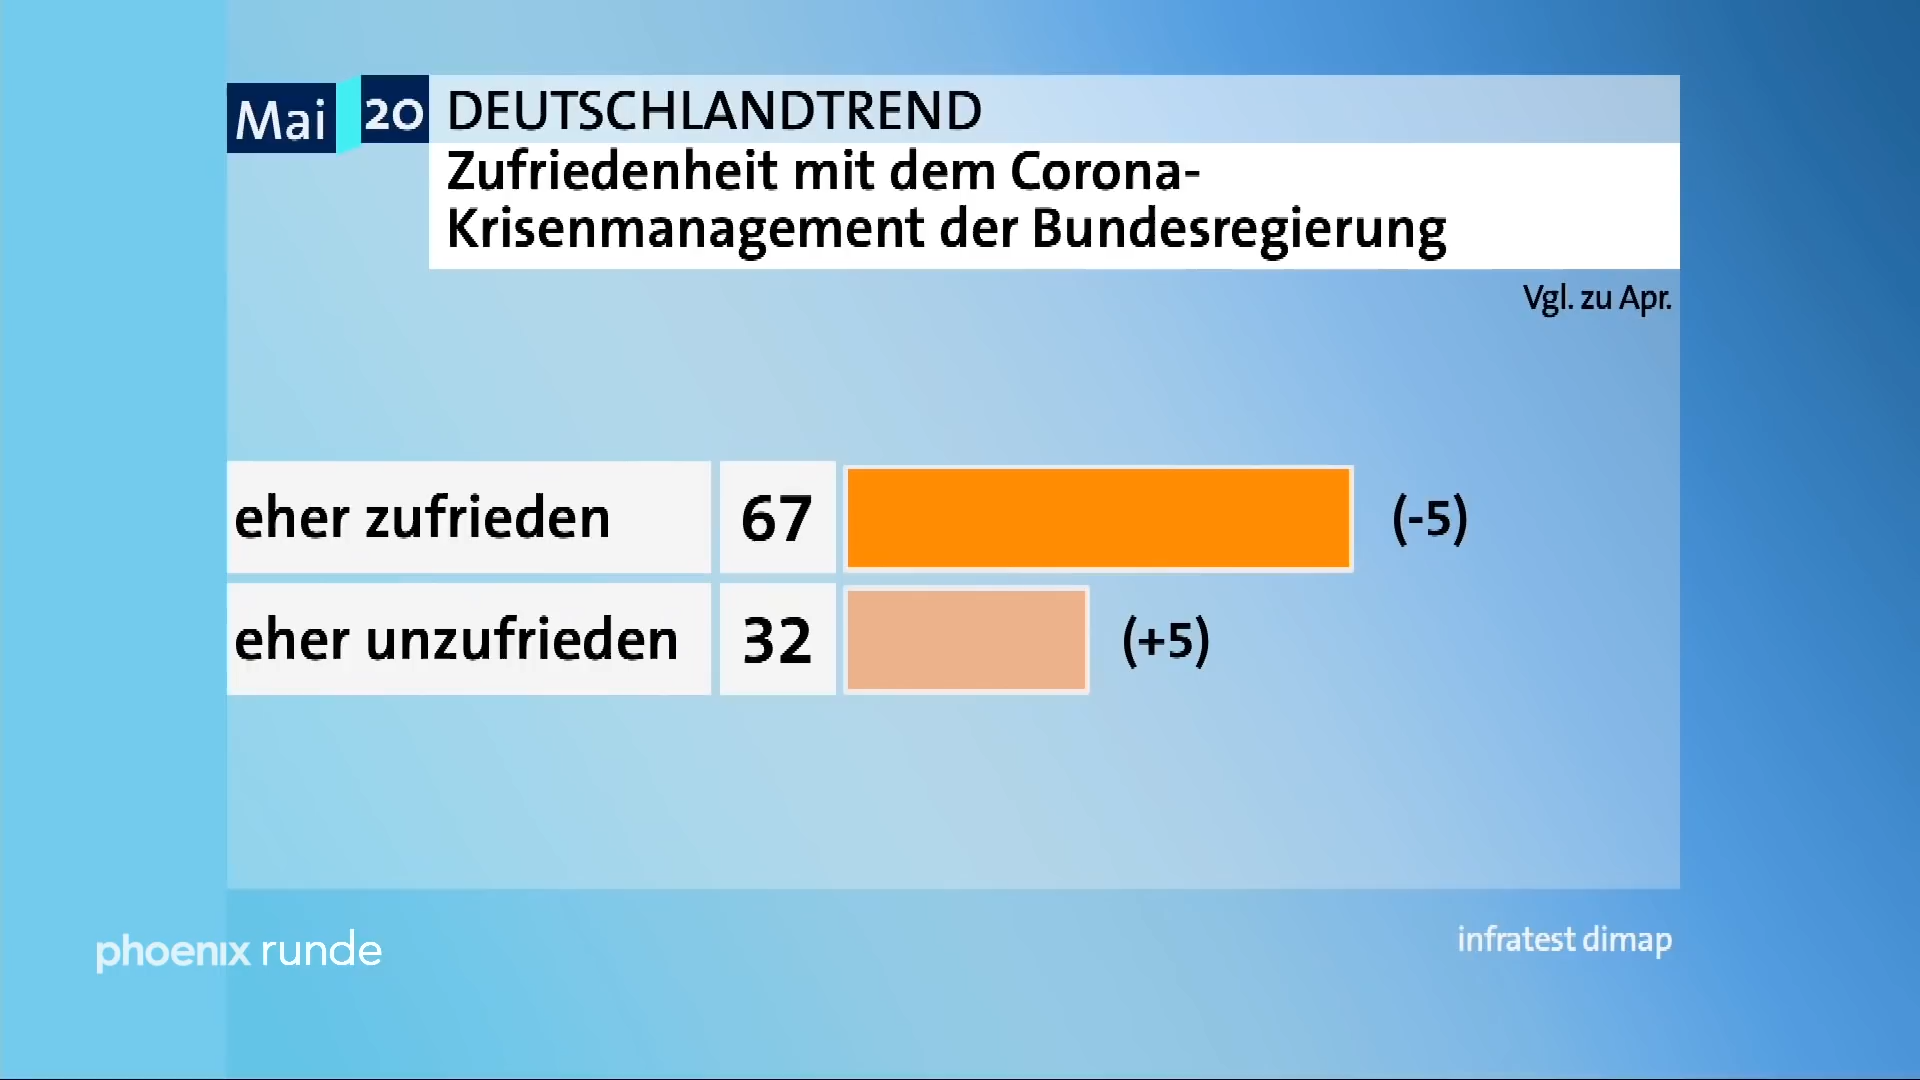 Mai 20 DEUTSCHLANDTREND
Zufriedenheit mit dem Corona-
Krisenmanagement der Bundesregierung
Vgl. zu Apr.
eher zufrieden 67 (-5)
eher unzufrieden 32 (+5)
phoenix runde
infratest dimap